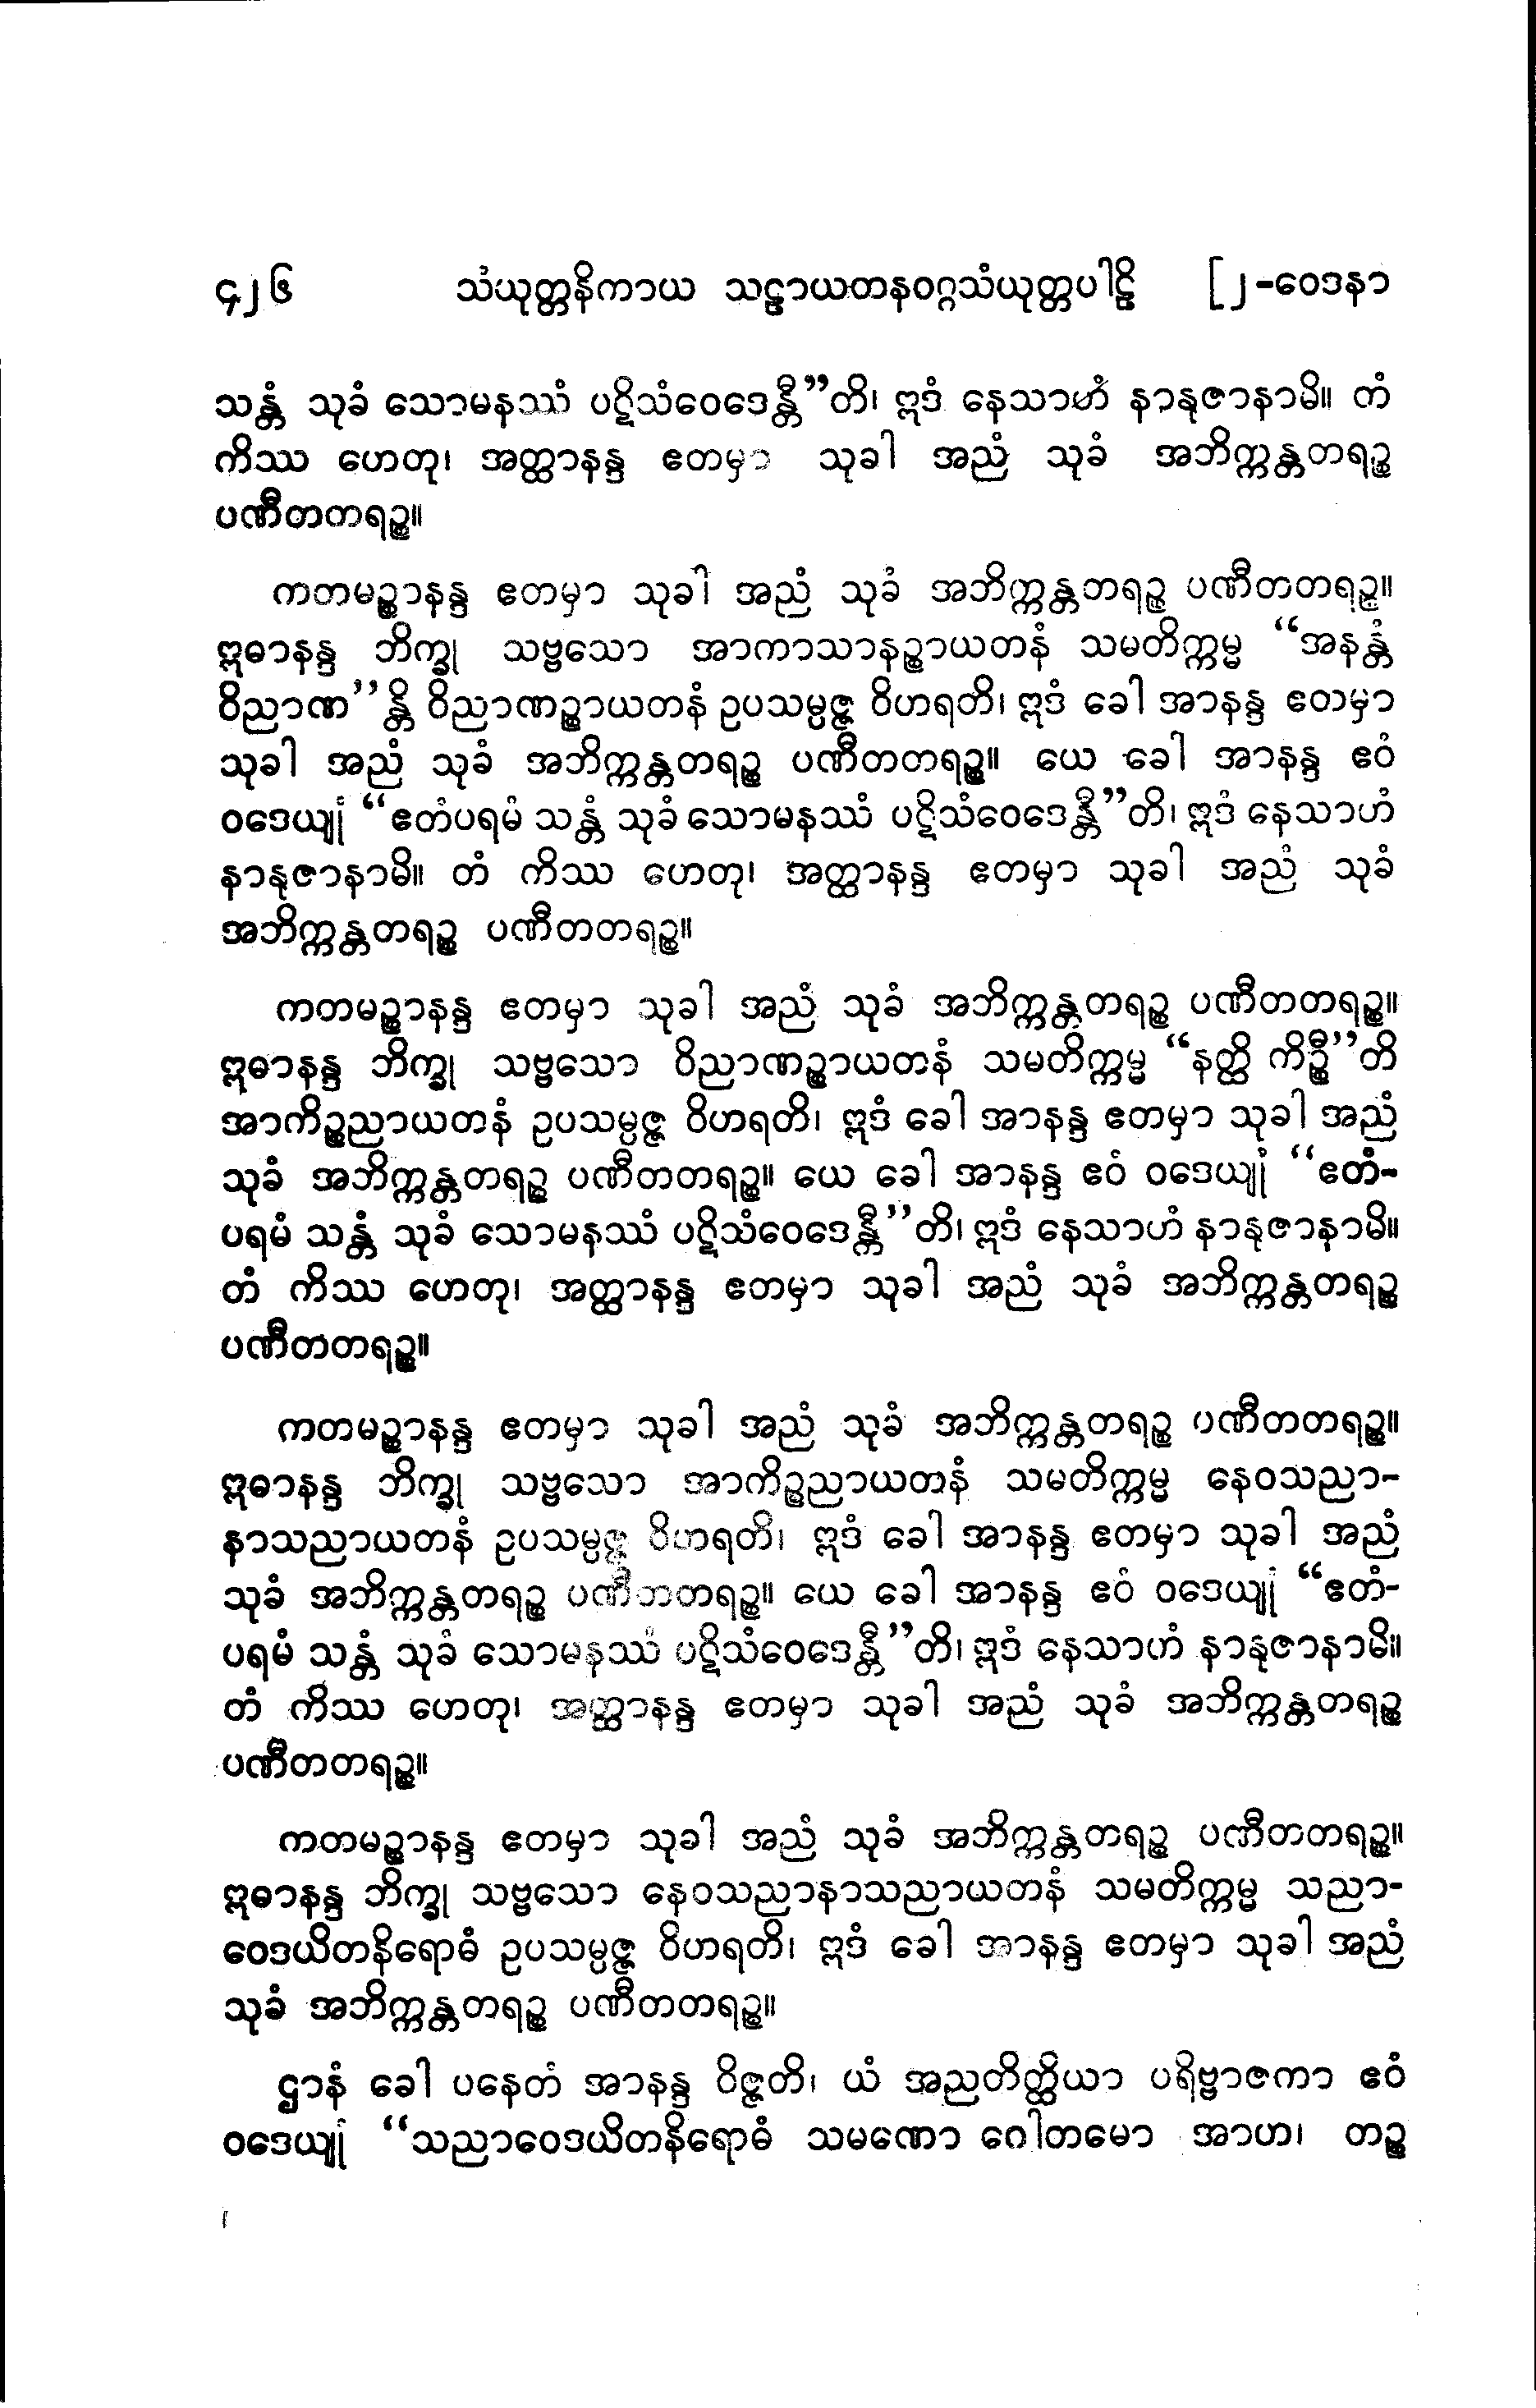 ၄၂၆ သံယုတ္တနိကာယ သဠာယတနဝဂ္ဂသံယုတ္တပါဠိ [၂-ဝေဒနာ
သန္တံ သုခံ သောမနဿံ ပဋိသံဝေဒေန္တီ”တိ၊ ဣဒံ နေသာဟံ နာနုဇာနာမိ။ တံ
ကိဿ ဟေတု၊ အတ္ထာနန္ဒ ဧတမှာ သုခါ အညံ သုခံ အဘိက္ကန္တတရဉ္စ
ပဏီတတရဉ္စ။
ကတမဉ္စာနန္ဒ ဧတမှာ သုခါ အညံ သုခံ အဘိက္ကန္တတရဉ္စ ပဏီတတရဉ္စ။
ဣဓာနန္ဒ ဘိက္ခု သဗ္ဗသော အာကာသာနဉ္စာယတနံ သမတိက္ကမ္မ “အနန္တံ
ဝိညာဏ”န္တိ ဝိညာဏဉ္စာယတနံ ဥပသမ္ပဇ္ဇ ဝိဟရတိ၊ ဣဒံ ခေါ အာနန္ဒ ဧတမှာ
သုခါ အညံ သုခံ အဘိက္ကန္တတရဉ္စ ပဏီတတရဉ္စ။ ယေ ခေါ အာနန္ဒ ဧဝံ
ဝဒေယျုံ “ဧတံပရမံ သန္တံ သုခံ သောမနဿံ ပဋိသံဝေဒေန္တီ”တိ၊ ဣဒံ နေသာဟံ
နာနုဇာနာမိ။ တံ ကိဿ ဟေတု၊ အတ္ထာနန္ဒ ဧတမှာ သုခါ အညံ သုခံ
အဘိက္ကန္တတရဉ္စ ပဏီတတရဉ္စ။
ကတမဉ္စာနန္ဒ ဧတမှာ သုခါ အညံ သုခံ အဘိက္ကန္တတရဉ္စ ပဏီတတရဉ္စ။
ဣဓာနန္ဒ ဘိက္ခု သဗ္ဗသော ဝိညာဏဉ္စာယတနံ သမတိက္ကမ္မ “နတ္ထိ ကိဉ္စီ”တိ
အာကိဉ္စညာယတနံ ဥပသမ္ပဇ္ဇ ဝိဟရတိ၊ ဣဒံ ခေါ အာနန္ဒ ဧတမှာ သုခါ အညံ
သုခံ အဘိက္ကန္တတရဉ္စ ပဏီတတရဉ္စ။ ယေ ခေါ အာနန္ဒ ဧဝံ ဝဒေယျုံ “ဧတံ-
ပရမံ သန္တံ သုခံ သောမနဿံ ပဋိသံဝေဒေန္တီ”တိ၊ ဣဒံ နေသာဟံ နာနုဇာနာမိ။
တံ ကိဿ ဟေတု၊ အတ္ထာနန္ဒ ဧတမှာ သုခါ အညံ သုခံ အဘိက္ကန္တတရဉ္စ
ပဏီတတရဉ္စ။
ကတမဉ္စာနန္ဒ ဧတမှာ သုခါ အညံ သုခံ အဘိက္ကန္တတရဉ္စ ပဏီတတရဉ္စ။
ဣဓာနန္ဒ ဘိက္ခု သဗ္ဗသော အာကိဉ္စညာယတနံ သမတိက္ကမ္မ နေဝသညာ-
နာသညာယတနံ ဥပသမ္ပဇ္ဇ ဝိဟရတိ၊ ဣဒံ ခေါ အာနန္ဒ ဧတမှာ သုခါ အညံ
သုခံ အဘိက္ကန္တတရဉ္စ ပဏီတတရဉ္စ။ ယေ ခေါ အာနန္ဒ ဧဝံ ဝဒေယျုံ “ဧတံ-
ပရမံ သန္တံ သုခံ သောမနဿံ ပဋိသံဝေဒေန္တီ”တိ၊ ဣဒံ နေသာဟံ နာနုဇာနာမိ။
တံ ကိဿ ဟေတု၊ အတ္ထာနန္ဒ ဧတမှာ သုခါ အညံ သုခံ အဘိက္ကန္တတရဉ္စ
ပဏီတတရဉ္စ။
ကတမဉ္စာနန္ဒ ဧတမှာ သုခါ အညံ သုခံ အဘိက္ကန္တတရဉ္စ ပဏီတတရဉ္စ။
ဣဓာနန္ဒ ဘိက္ခု သဗ္ဗသော နေဝသညာနာသညာယတနံ သမတိက္ကမ္မ သညာ-
ဝေဒယိတနိရောဓံ ဥပသမ္ပဇ္ဇ ဝိဟရတိ၊ ဣဒံ ခေါ အာနန္ဒ ဧတမှာ သုခါ အညံ
သုခံ အဘိက္ကန္တတရဉ္စ ပဏီတတရဉ္စ။
ဌာနံ ခေါ ပနေတံ အာနန္ဒ ဝိဇ္ဇတိ၊ ယံ အညတိတ္ထိယာ ပရိဗ္ဗာဇကာ ဧဝံ
ဝဒေယျုံ “သညာဝေဒယိတနိရောဓံ သမဏော ဂေါတမော အာဟ၊ တဉ္စ